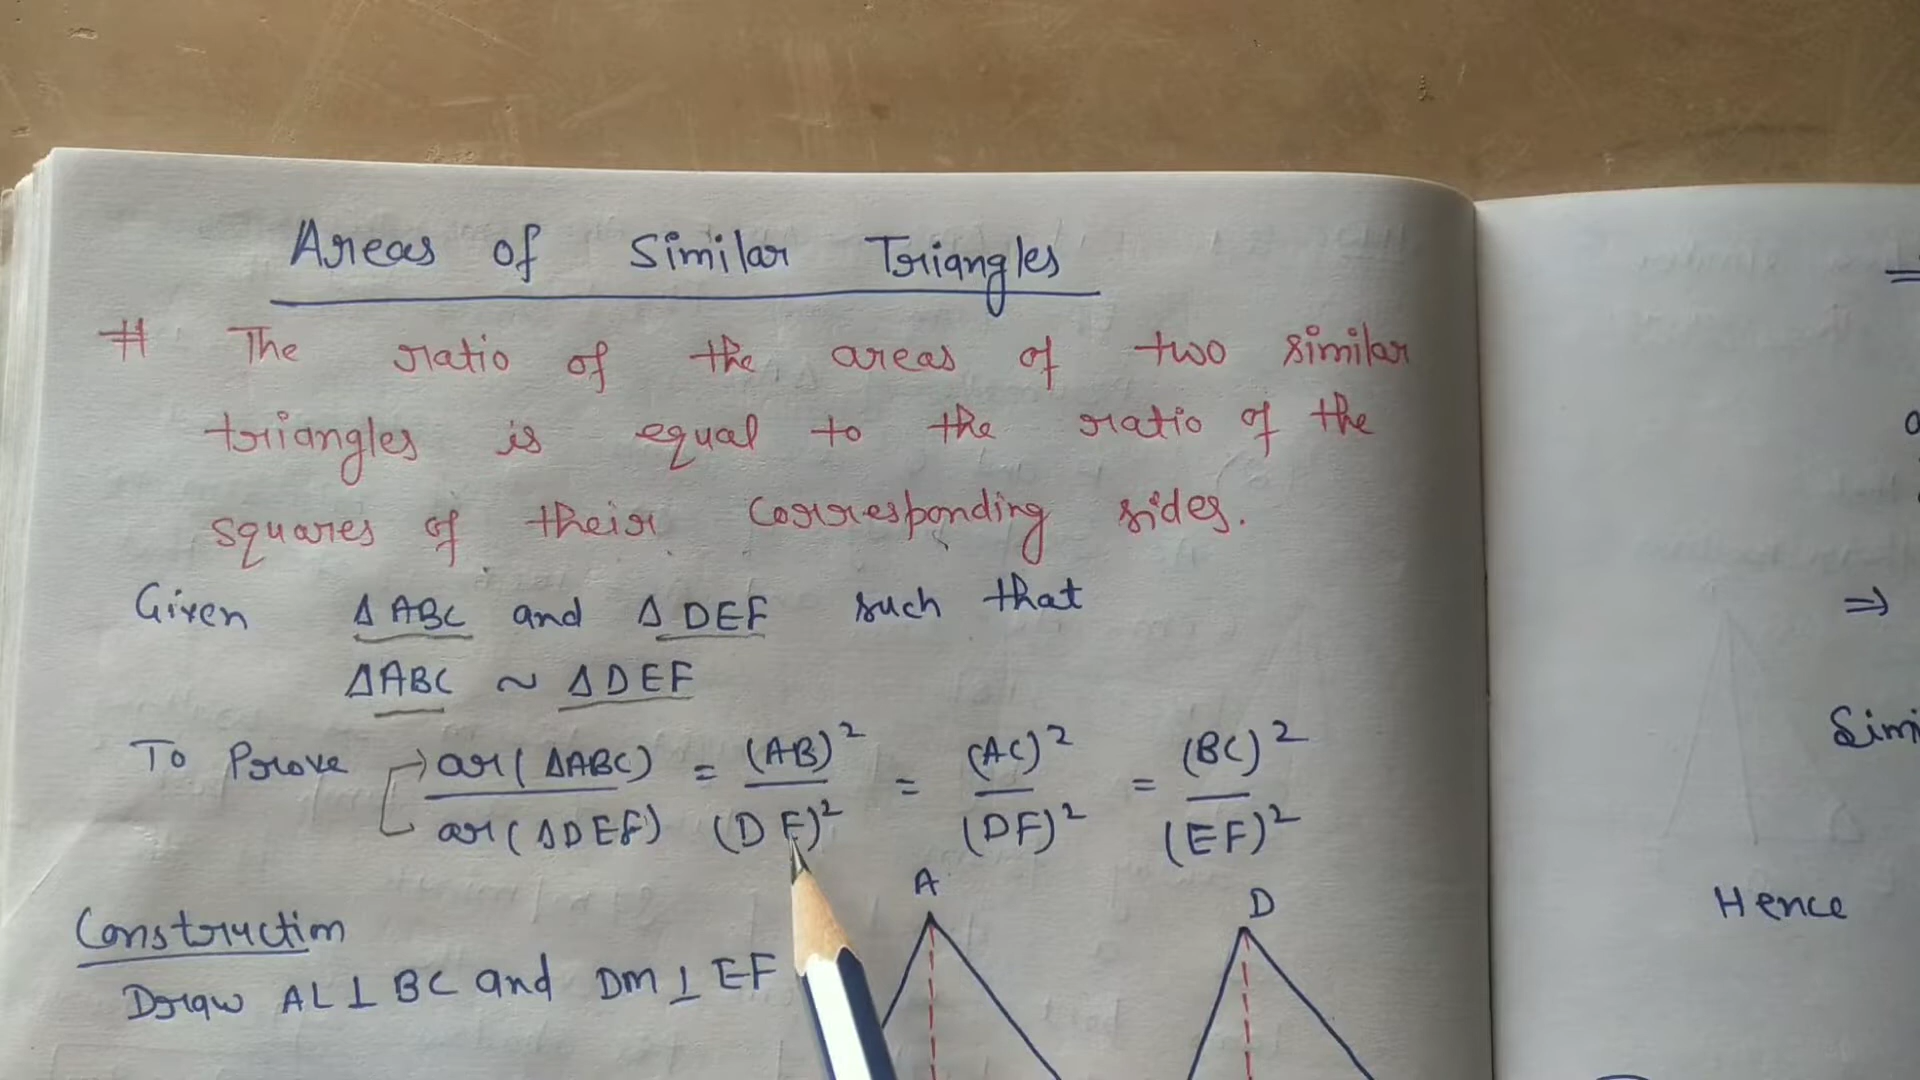 Areas of Similar Triangles
# The ratio of the areas of two similar
triangles is equal to the ratio of the
squares of their corresponding sides.
Given ΔABC and ΔDEF such that
ΔABC ~ ΔDEF
To Prove ar(ΔABC)/ar(ΔDEF) = (AB)²/(DE)² = (AC)²/(DF)² = (BC)²/(EF)²
Construction
Draw AL⊥BC and DM⊥EF
A D
⇒
Simi
Hence